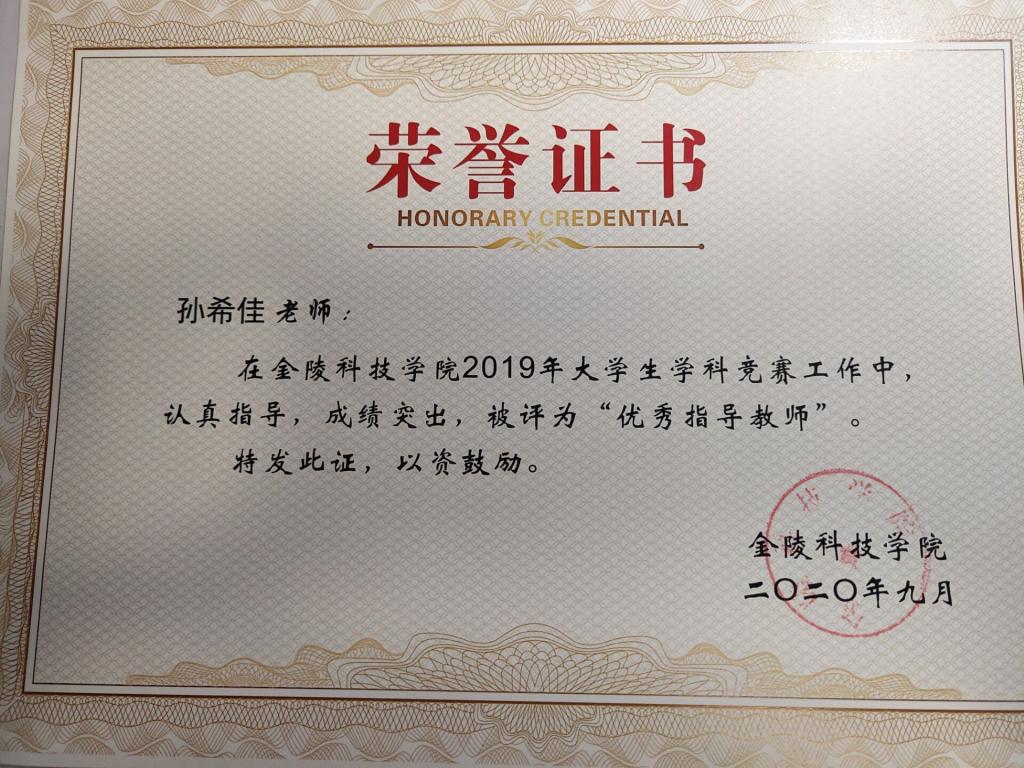 荣誉证书
HONORARY CREDENTIAL
孙希佳 老师：
在金陵科技学院2019年大学生学科竞赛工作中，
认真指导，成绩突出，被评为“优秀指导教师”。
特发此证，以资鼓励。
金陵科技学院
二〇二〇年九月